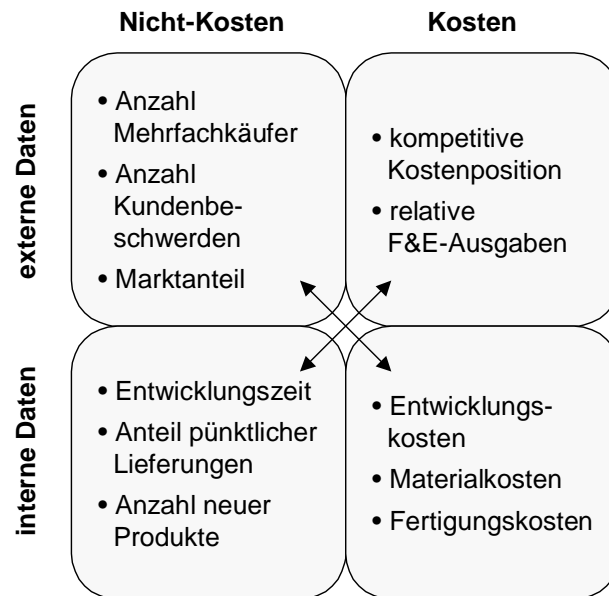 Nicht-Kosten
Kosten
externe Daten
• Anzahl
Mehrfachkäufer
• Anzahl
Kundenbe-
schwerden
• Marktanteil
• kompetitive
Kostenposition
• relative
F&E-Ausgaben
interne Daten
• Entwicklungszeit
• Anteil pünktlicher
Lieferungen
• Anzahl neuer
Produkte
• Entwicklungs-
kosten
• Materialkosten
• Fertigungskosten